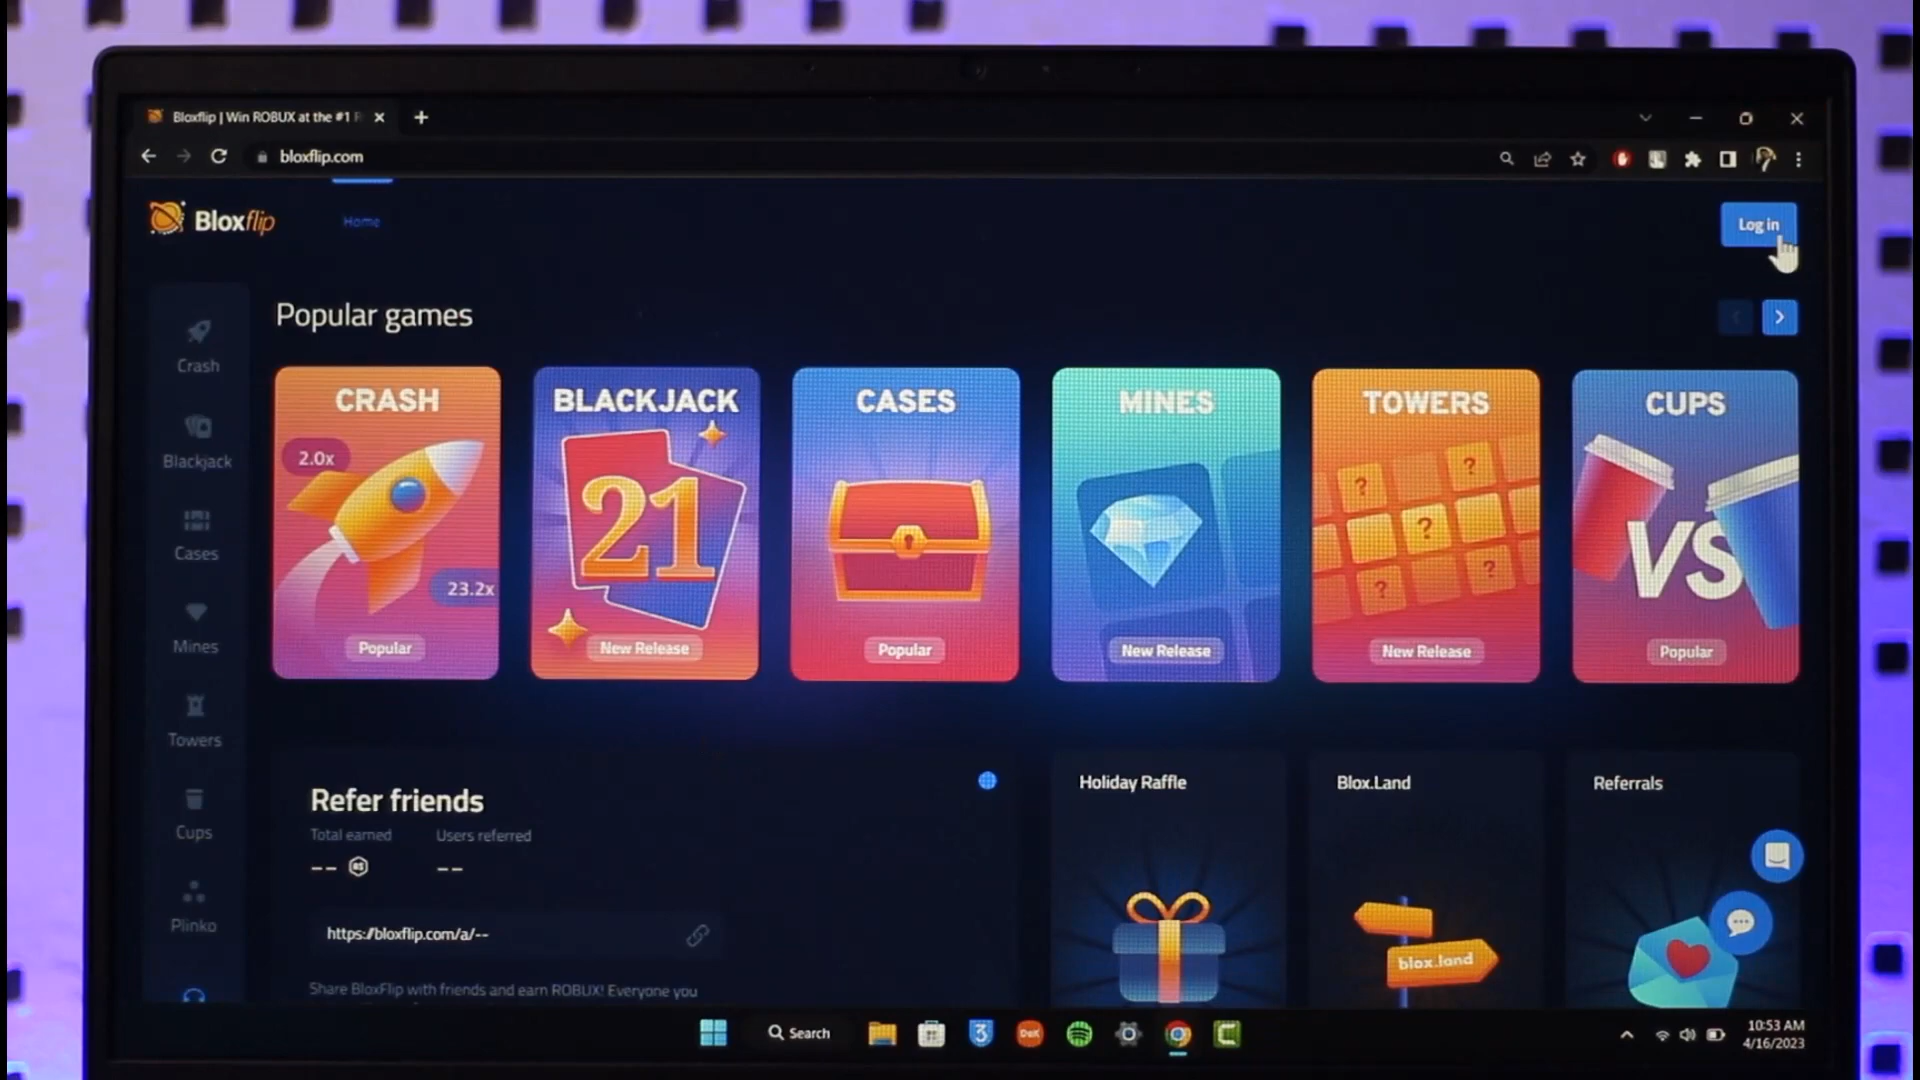 Bloxflip | Win ROBUX at the #1
bloxflip.com
Bloxflip
Home
Log in
Popular games
Crash
Blackjack
Cases
Mines
Towers
Cups
Plinko
CRASH
2.0x
23.2x
Popular
BLACKJACK
21
New Release
CASES
Popular
MINES
New Release
TOWERS
? ? ? ? ?
New Release
CUPS
VS
Popular
Refer friends
Total earned
Users referred
-- R$
--
https://bloxflip.com/a/--
Share BloxFlip with friends and earn ROBUX! Everyone you
Holiday Raffle
Blox.Land
blox.land
Referrals
Search
3
10:53 AM
4/16/2023